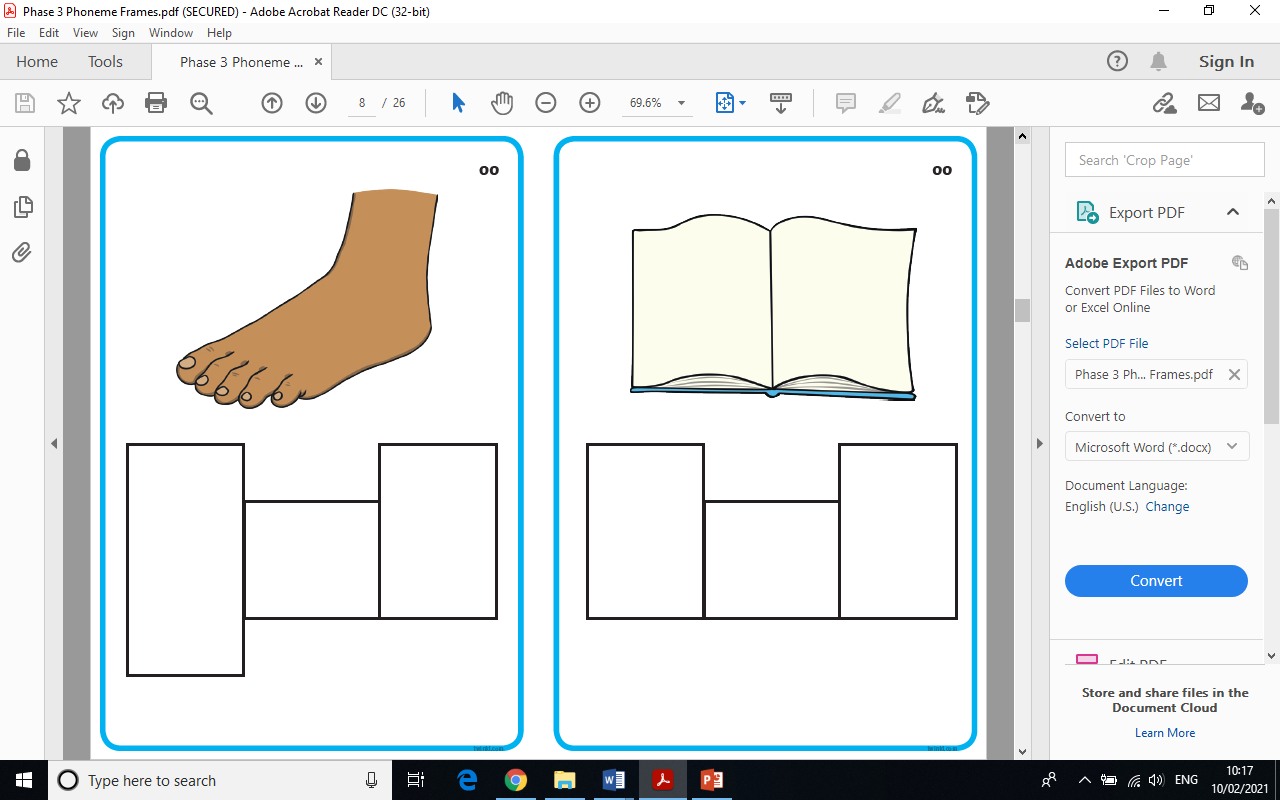 Phase 3 Phoneme Frames.pdf (SECURED) - Adobe Acrobat Reader DC (32-bit)
File Edit View Sign Window Help
Home Tools Phase 3 Phoneme ... × Sign In
8 / 26 69.6%
oo
oo
Search 'Crop Page'
Export PDF
Adobe Export PDF
Convert PDF Files to Word
or Excel Online
Select PDF File
Phase 3 Ph... Frames.pdf
Convert to
Microsoft Word (*.docx)
Document Language:
English (U.S.) Change
Convert
Edit PDF
Store and share files in the
Document Cloud
Learn More
Type here to search
ENG
10:17
10/02/2021